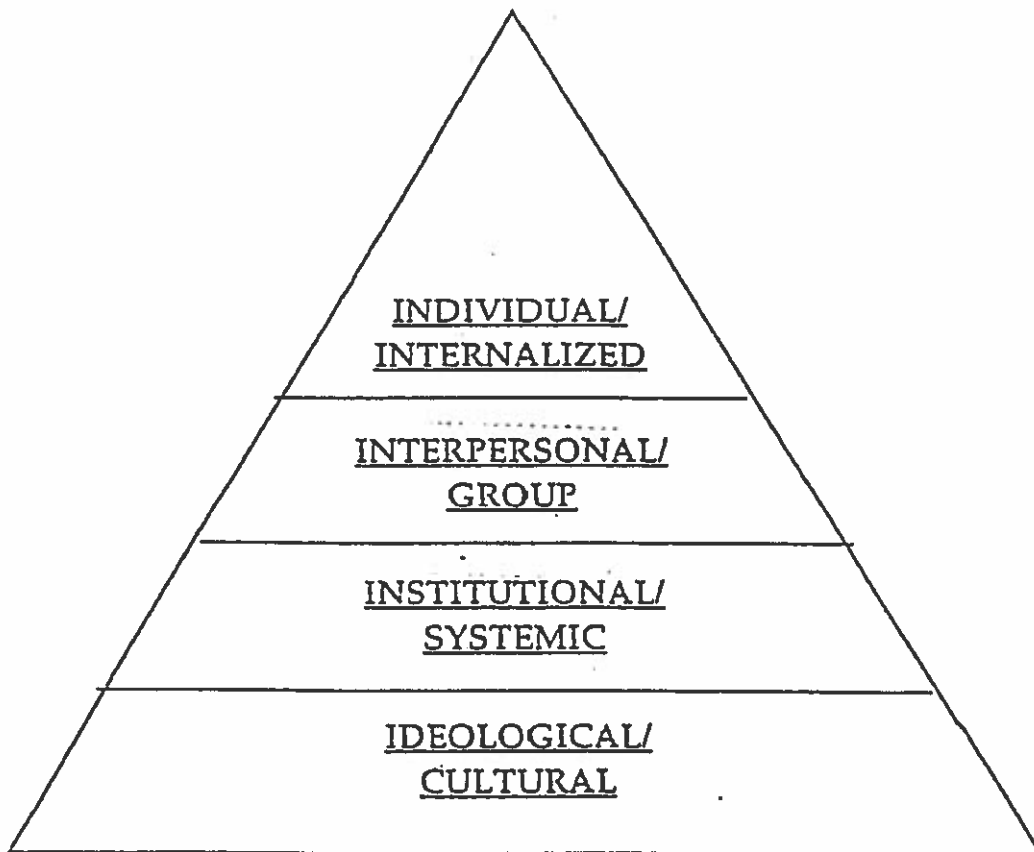 INDIVIDUAL/
INTERNALIZED
INTERPERSONAL/
GROUP
INSTITUTIONAL/
SYSTEMIC
IDEOLOGICAL/
CULTURAL